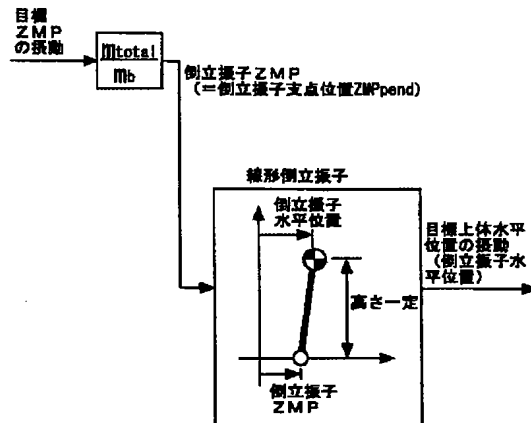 目標
ZMP
の摂動
mtotal
mb
倒立振子ZMP
(=倒立振子支点位置ZMPpend)
線形倒立振子
倒立振子
水平位置
高さ一定
倒立振子
ZMP
目標上体水平
位置の摂動
(倒立振子水
平位置)